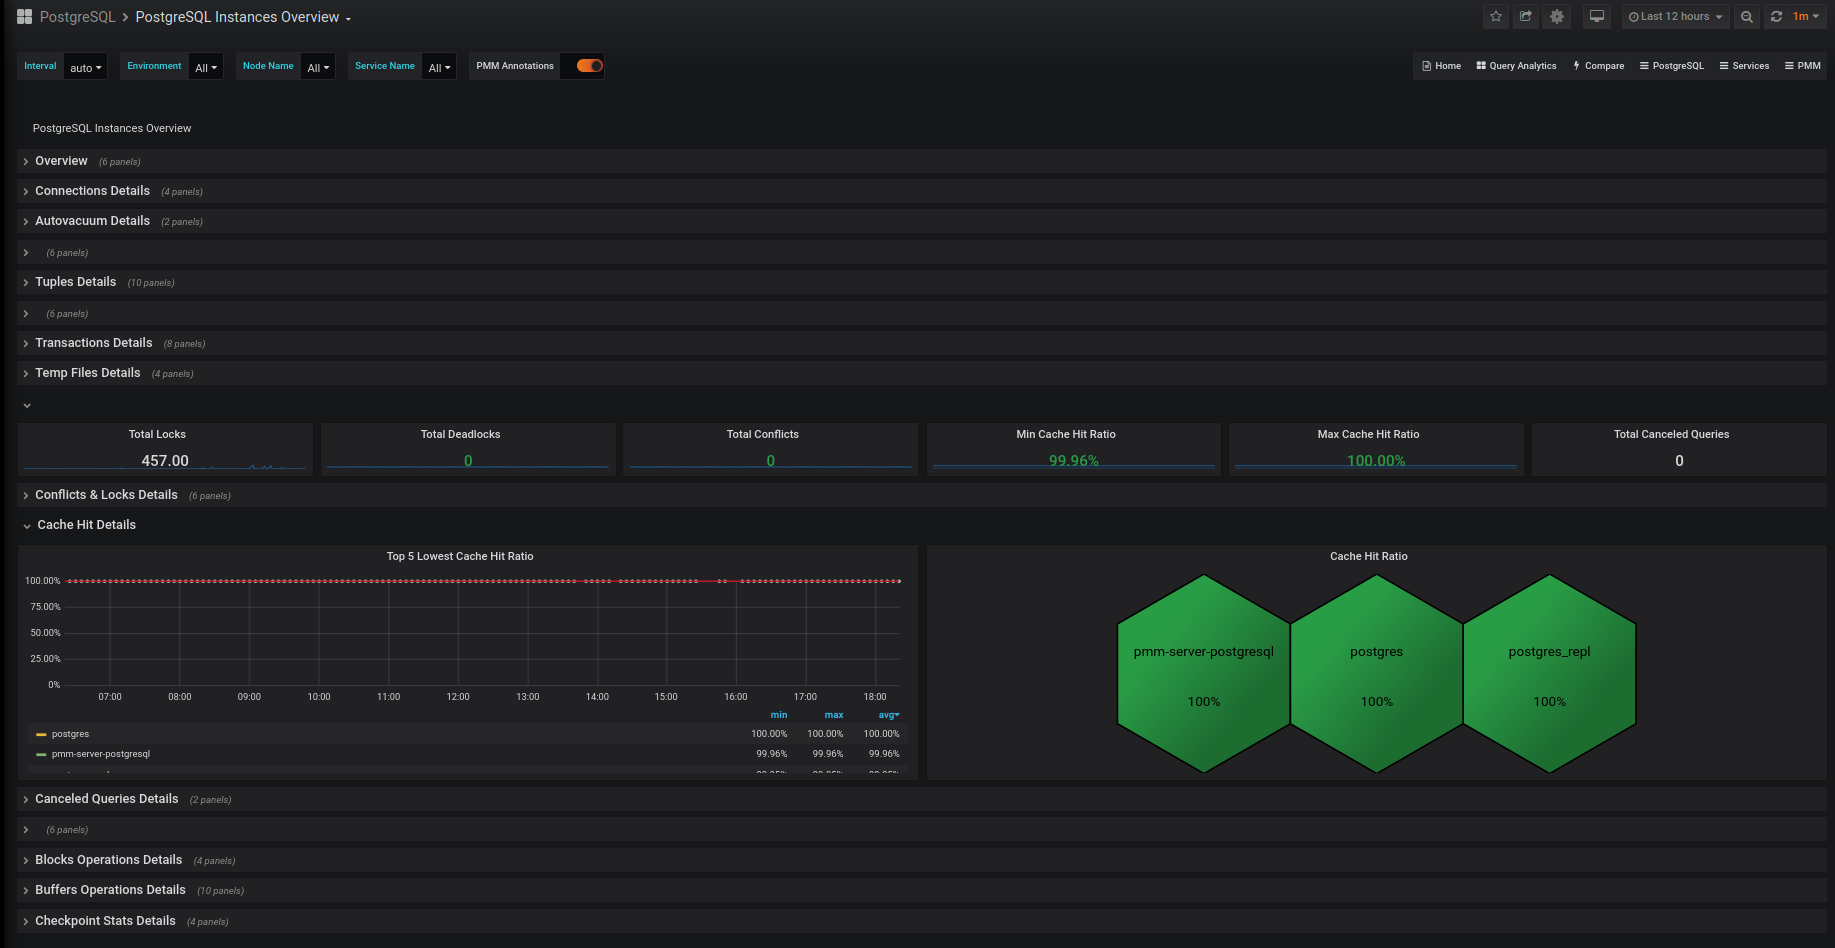 PostgreSQL > PostgreSQL Instances Overview
Last 12 hours
1m
Interval auto Environment All Node Name All Service Name All PMM Annotations
Home Query Analytics Compare PostgreSQL Services PMM
PostgreSQL Instances Overview
Overview (6 panels)
Connections Details (4 panels)
Autovacuum Details (2 panels)
(6 panels)
Tuples Details (10 panels)
(6 panels)
Transactions Details (8 panels)
Temp Files Details (4 panels)
Total Locks Total Deadlocks Total Conflicts Min Cache Hit Ratio Max Cache Hit Ratio Total Canceled Queries
457.00 0 0 99.96% 100.00% 0
Conflicts & Locks Details (6 panels)
Cache Hit Details
Top 5 Lowest Cache Hit Ratio
100.00%
75.00%
50.00%
25.00%
0%
07:00 08:00 09:00 10:00 11:00 12:00 13:00 14:00 15:00 16:00 17:00 18:00
min max avg
postgres 100.00% 100.00% 100.00%
pmm-server-postgresql 99.96% 99.96% 99.96%
Cache Hit Ratio
pmm-server-postgresql postgres postgres_repl
100% 100% 100%
Canceled Queries Details (2 panels)
(6 panels)
Blocks Operations Details (4 panels)
Buffers Operations Details (10 panels)
Checkpoint Stats Details (4 panels)